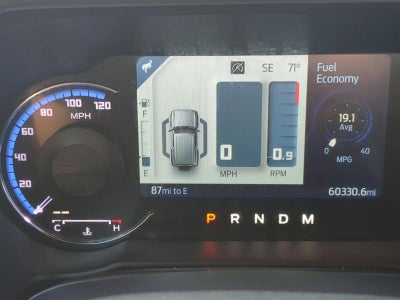 SE 71°
Fuel
Economy
100
120
80
MPH
60
40
20
F
E
19.1
Avg
0 40
MPG
0
0.9
MPH
RPM
87mi to E
60330.6mi
P R N D M
C H